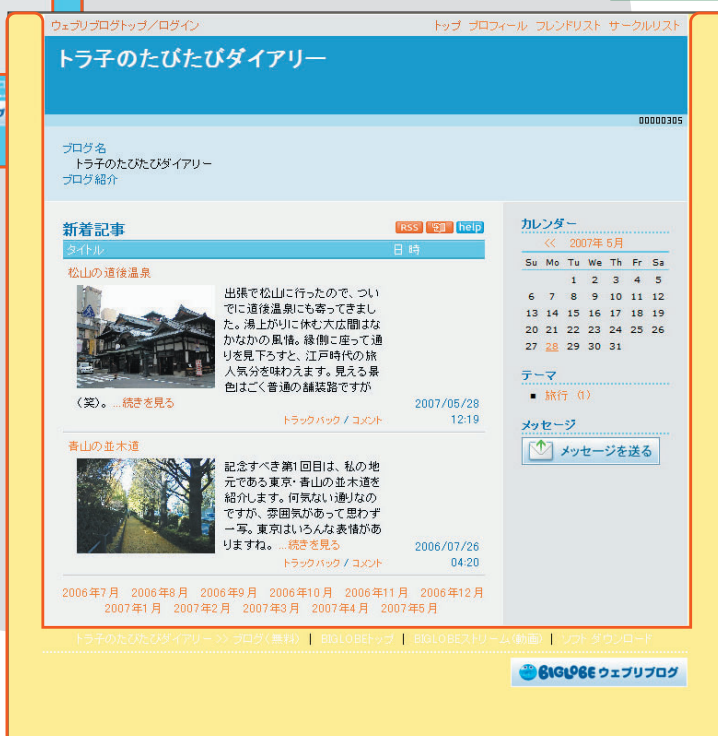 ウェブリブログトップ／ログイン
トップ プロフィール フレンドリスト サークルリスト
トラ子のたびたびダイアリー
00000305
ブログ名
トラ子のたびたびダイアリー
ブログ紹介
新着記事
RSS help
タイトル 日 時
松山の道後温泉
出張で松山に行ったので、つい
でに道後温泉にも寄ってきまし
た。湯上がりに休む大広間はな
かなかの風情。縁側に座って通
りを見下ろすと、江戸時代の旅
人気分を味わえます。見える景
色はごく普通の舗装路ですが
（笑）。…続きを見る
2007/05/28
トラックバック / コメント
12:19
青山の並木道
記念すべき第1回目は、私の地
元である東京・青山の並木道を
紹介します。何気ない通りなの
ですが、雰囲気があって思わず
一写。東京はいろんな表情があ
りますね。…続きを見る
2006/07/26
トラックバック / コメント
04:20
2006年7月 2006年8月 2006年9月 2006年10月 2006年11月 2006年12月
2007年1月 2007年2月 2007年3月 2007年4月 2007年5月
カレンダー
<< 2007年 5月
Su Mo Tu We Th Fr Sa
1 2 3 4 5
6 7 8 9 10 11 12
13 14 15 16 17 18 19
20 21 22 23 24 25 26
27 28 29 30 31
テーマ
■ 旅行 (1)
メッセージ
メッセージを送る
トラ子のたびたびダイアリー >> ブログ(無料) | BIGLOBEトップ | BIGLOBEストリーム(動画) | ソフトダウンロード
BIGLOBE ウェブリブログ